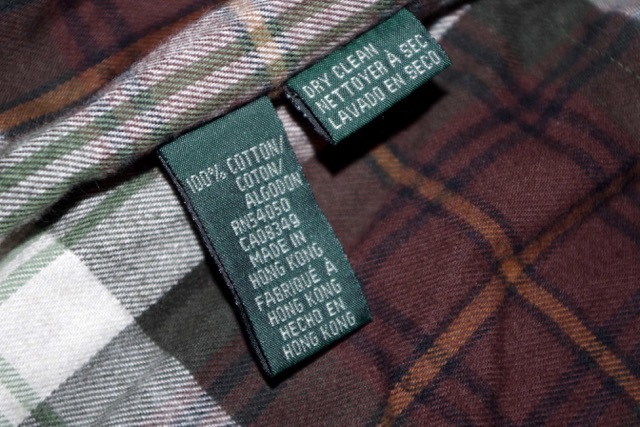 100% COTTON/
COTON/
ALGODON
RN54050
CA08349
MADE IN
HONG KONG
FABRIQUÉ À
HONG KONG
HECHO EN
HONG KONG
DRY CLEAN
NETTOYER À SEC
LAVADO EN SECO